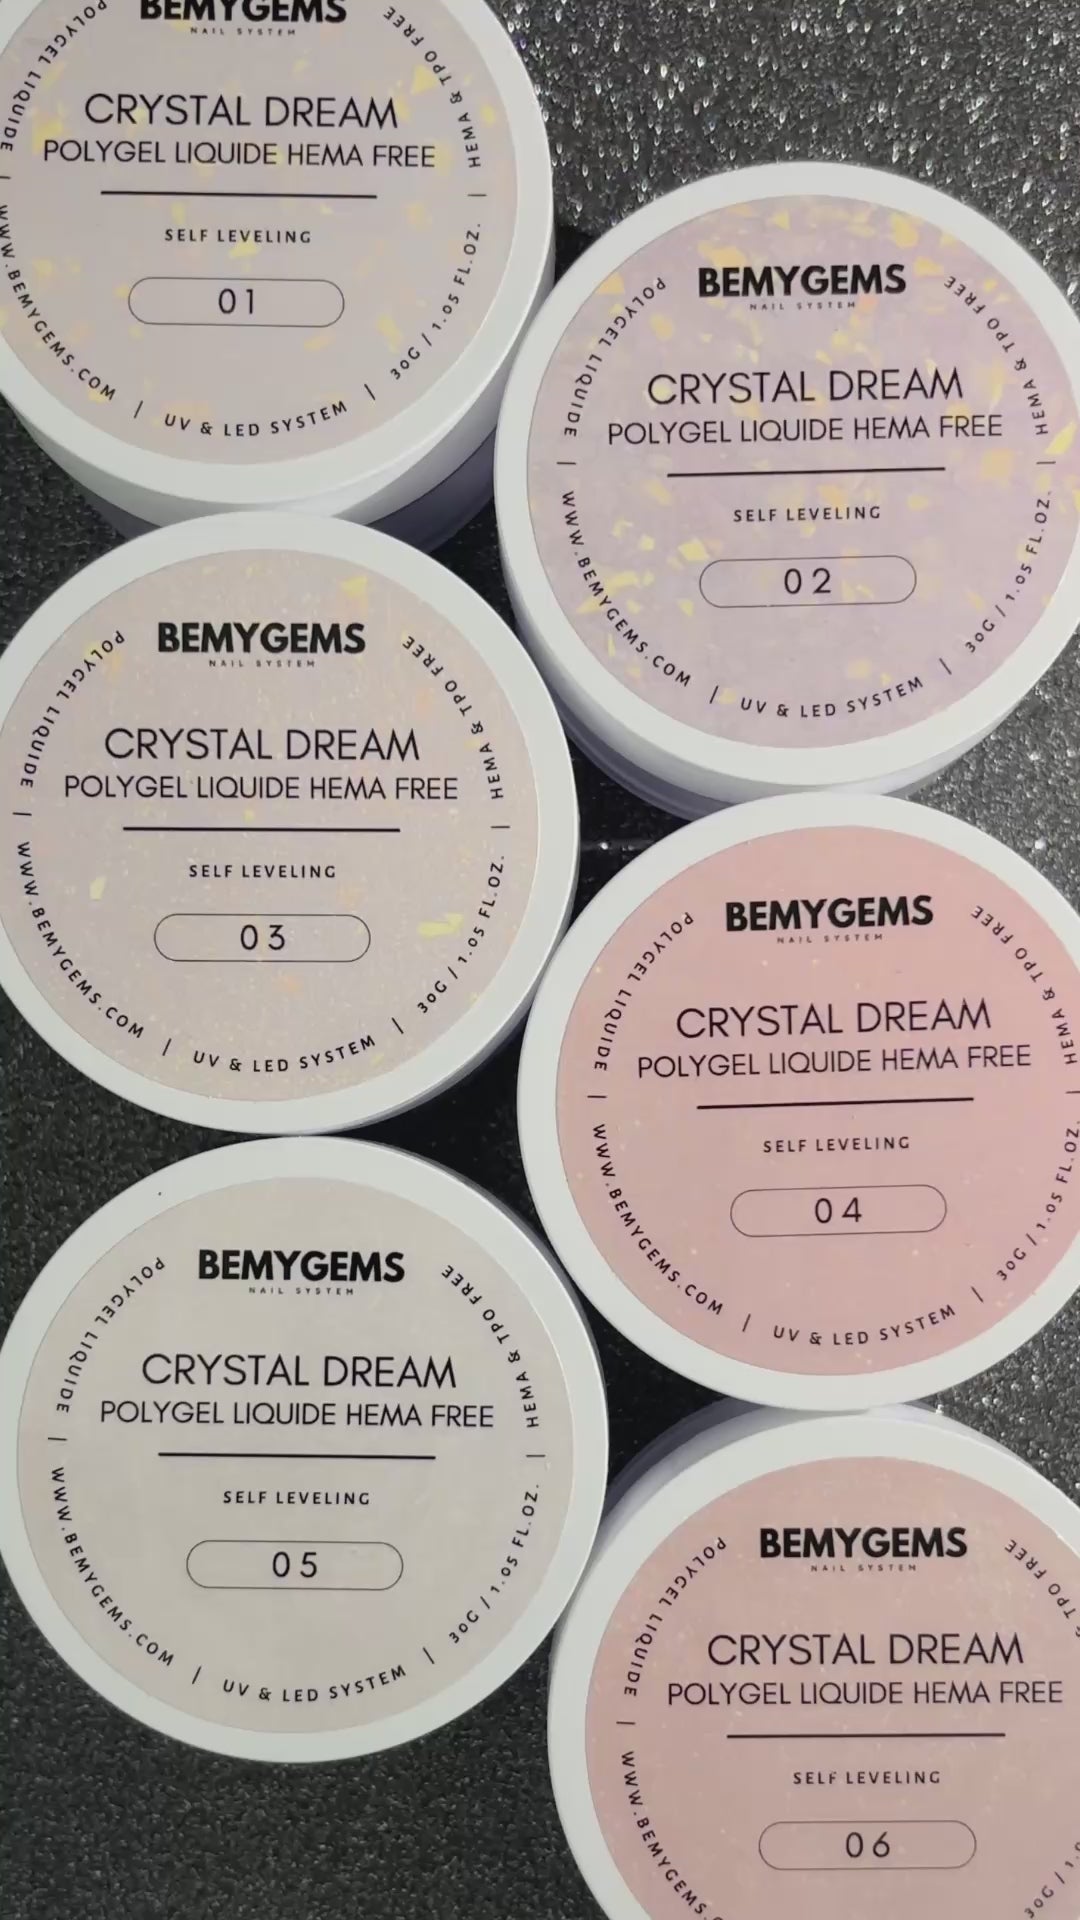 BEMYGEMS
NAIL SYSTEM
CRYSTAL DREAM
POLYGEL LIQUIDE HEMA FREE
SELF LEVELING
01
POLYGEL LIQUIDE | WWW.BEMYGEMS.COM | UV & LED SYSTEM | 30G / 1.05 FL.OZ. | HEMA & TPO FREE
BEMYGEMS
NAIL SYSTEM
CRYSTAL DREAM
POLYGEL LIQUIDE HEMA FREE
SELF LEVELING
02
POLYGEL LIQUIDE | WWW.BEMYGEMS.COM | UV & LED SYSTEM | 30G / 1.05 FL.OZ. | HEMA & TPO FREE
BEMYGEMS
NAIL SYSTEM
CRYSTAL DREAM
POLYGEL LIQUIDE HEMA FREE
SELF LEVELING
03
POLYGEL LIQUIDE | WWW.BEMYGEMS.COM | UV & LED SYSTEM | 30G / 1.05 FL.OZ. | HEMA & TPO FREE
BEMYGEMS
NAIL SYSTEM
CRYSTAL DREAM
POLYGEL LIQUIDE HEMA FREE
SELF LEVELING
04
POLYGEL LIQUIDE | WWW.BEMYGEMS.COM | UV & LED SYSTEM | 30G / 1.05 FL.OZ. | HEMA & TPO FREE
BEMYGEMS
NAIL SYSTEM
CRYSTAL DREAM
POLYGEL LIQUIDE HEMA FREE
SELF LEVELING
05
POLYGEL LIQUIDE | WWW.BEMYGEMS.COM | UV & LED SYSTEM | 30G / 1.05 FL.OZ. | HEMA & TPO FREE
BEMYGEMS
NAIL SYSTEM
CRYSTAL DREAM
POLYGEL LIQUIDE HEMA FREE
SELF LEVELING
06
POLYGEL LIQUIDE | WWW.BEMYGEMS. 30G / TPO FREE